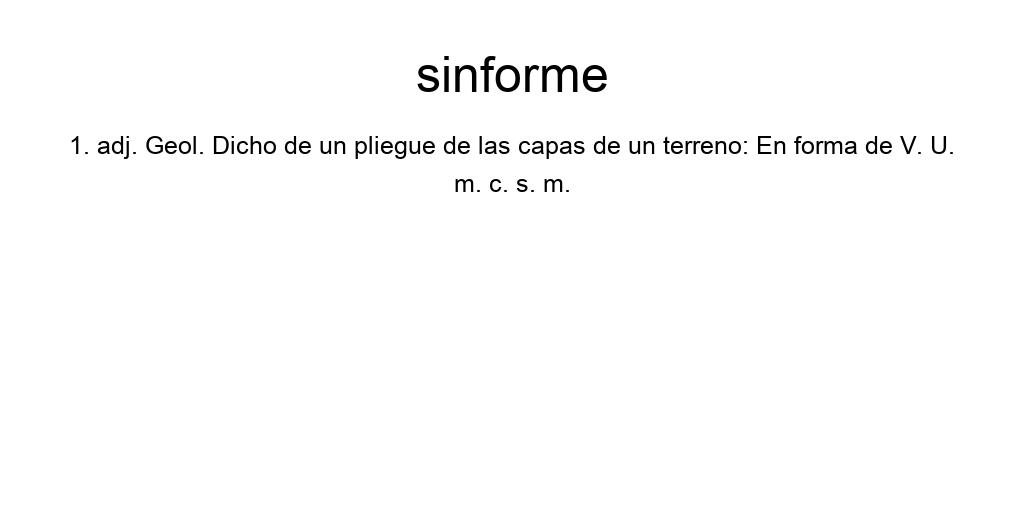 sinforme
1. adj. Geol. Dicho de un pliegue de las capas de un terreno: En forma de V. U.
m. c. s. m.